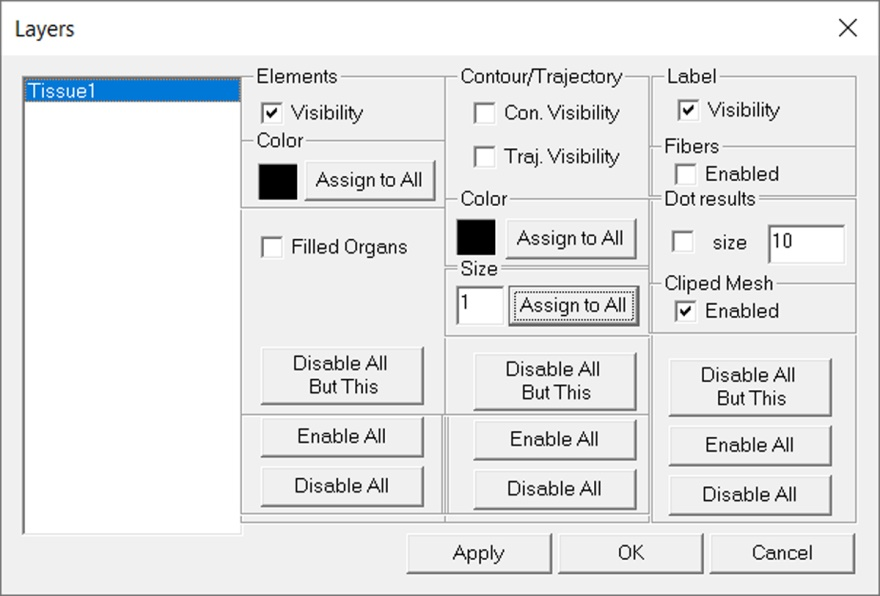 Layers
Tissue1
Elements
Visibility
Color
Assign to All
Filled Organs
Disable All
But This
Enable All
Disable All
Contour/Trajectory
Con. Visibility
Traj. Visibility
Color
Assign to All
Size
1
Assign to All
Disable All
But This
Enable All
Disable All
Label
Visibility
Fibers
Enabled
Dot results
size 10
Cliped Mesh
Enabled
Disable All
But This
Enable All
Disable All
Apply
OK
Cancel